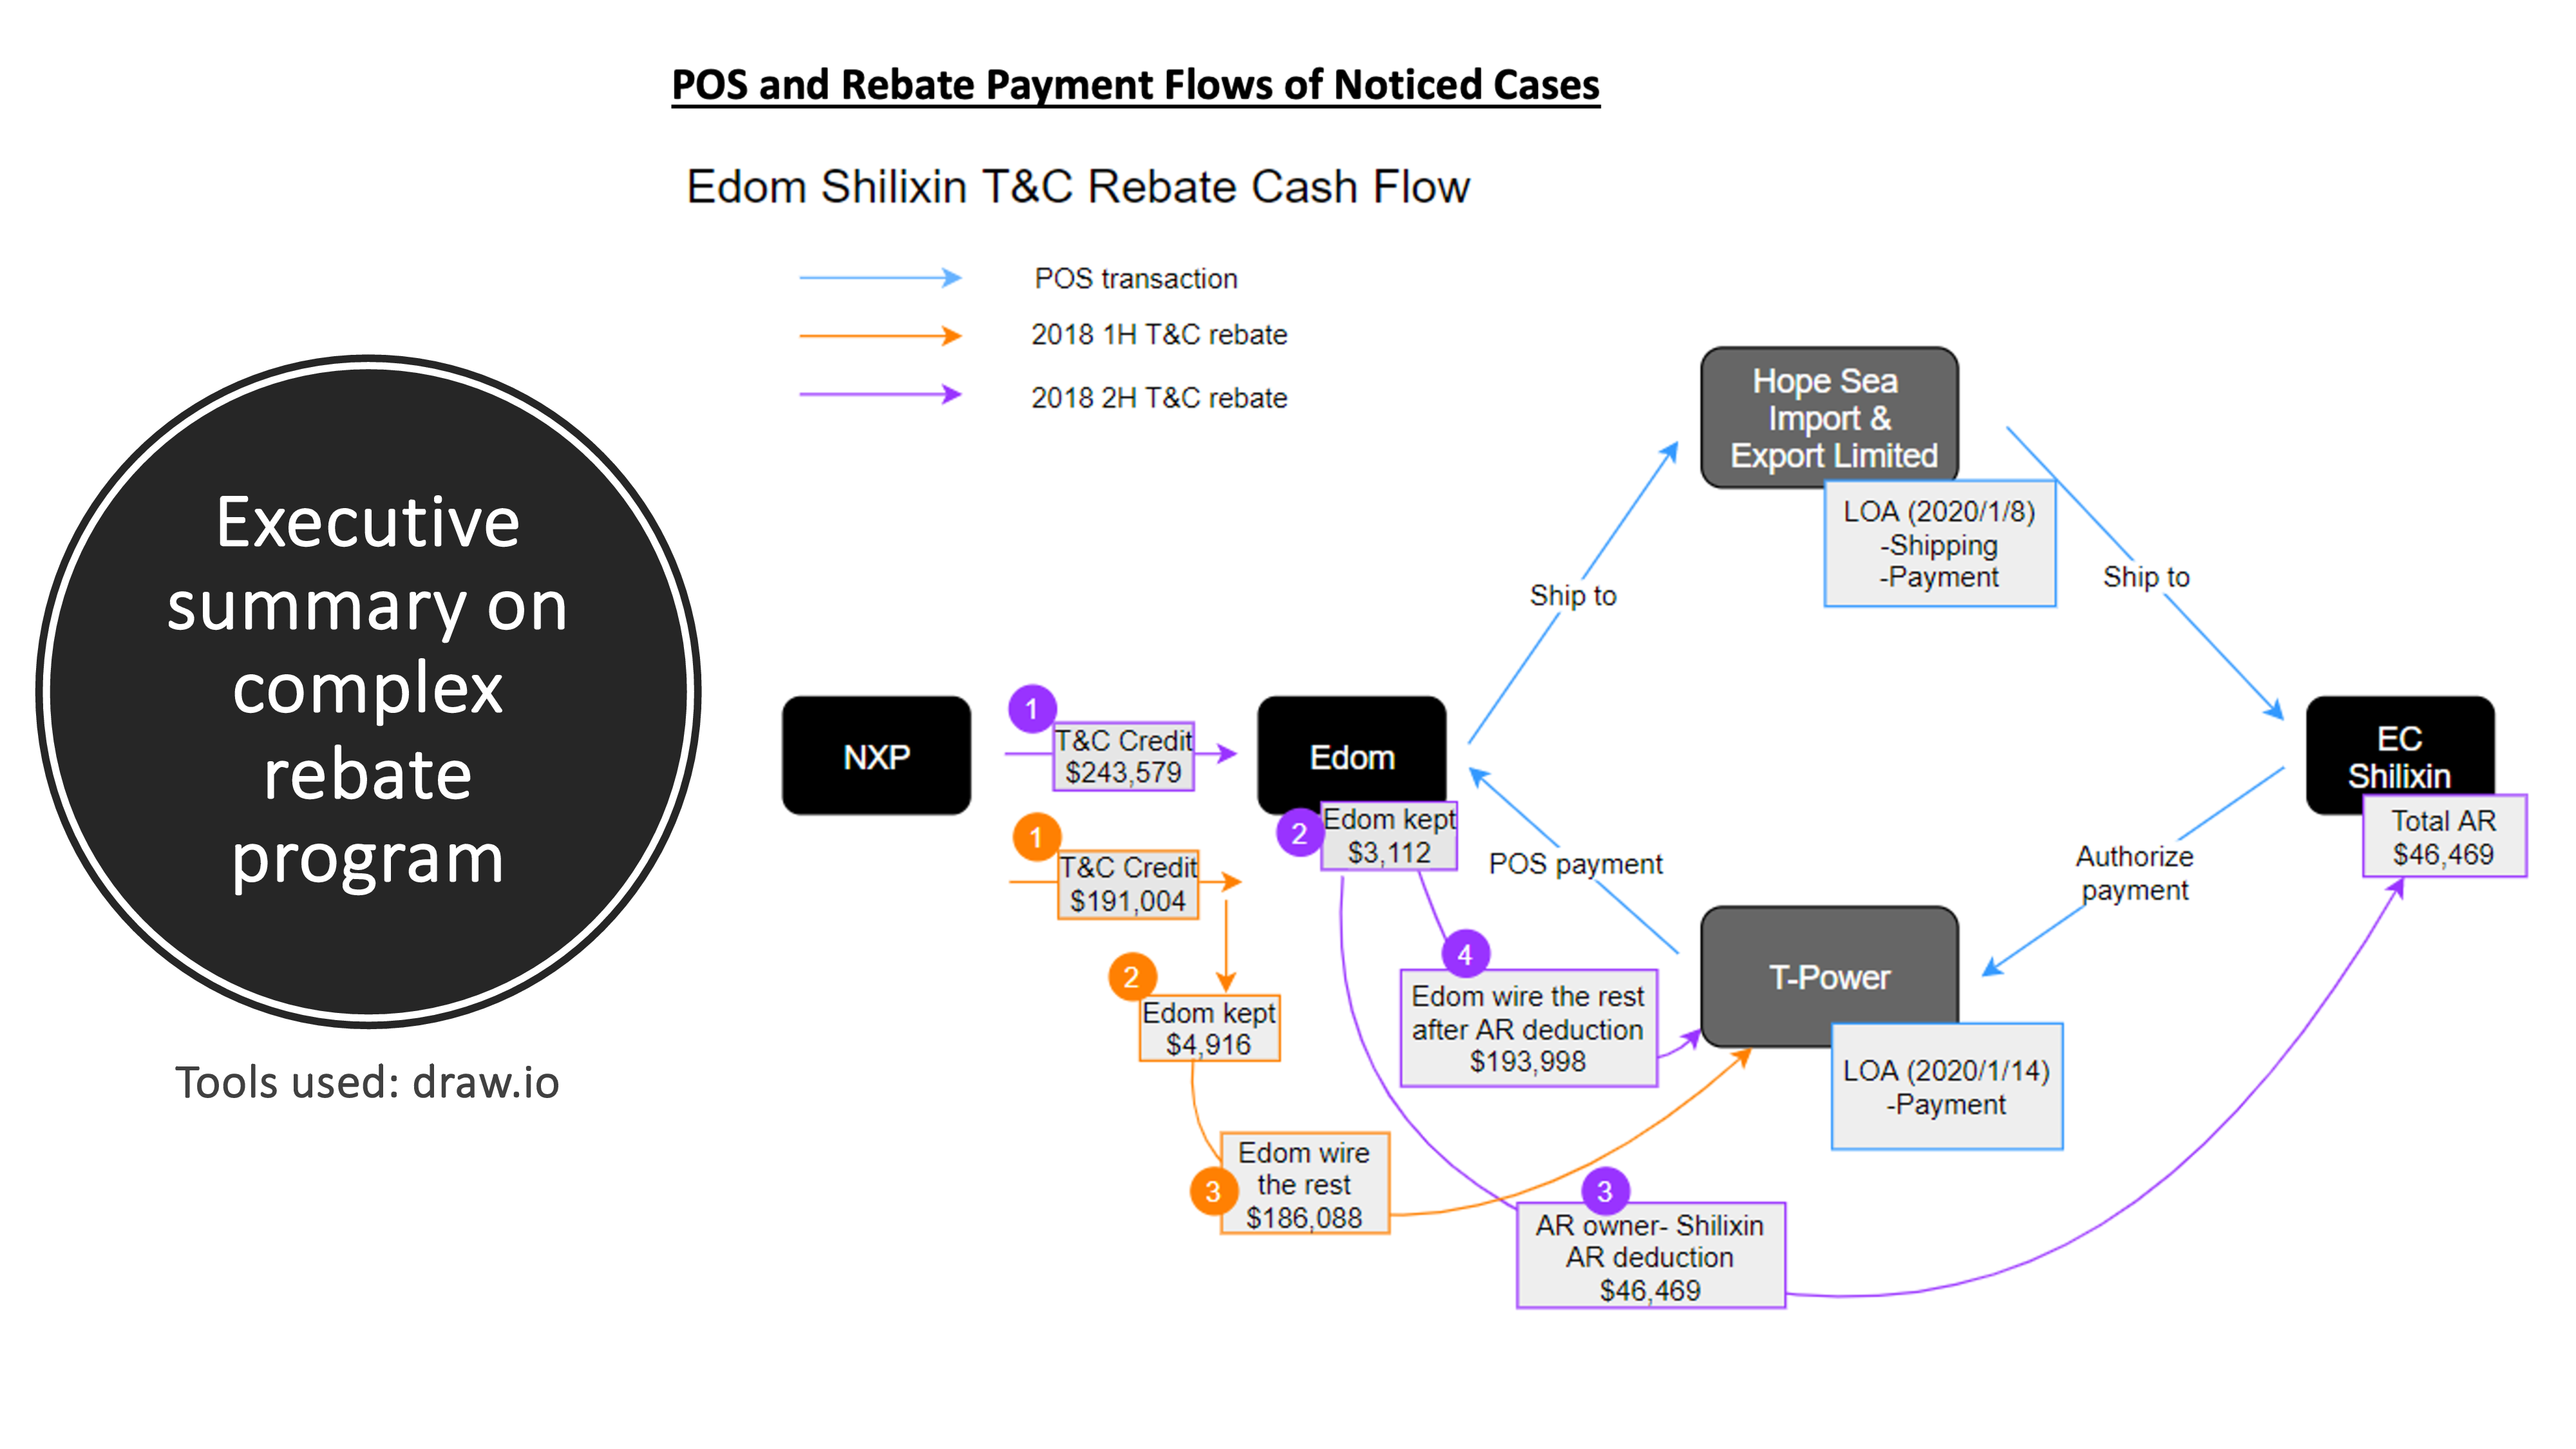 POS and Rebate Payment Flows of Noticed Cases
Edom Shilixin T&C Rebate Cash Flow
POS transaction
2018 1H T&C rebate
2018 2H T&C rebate
Executive
summary on
complex
rebate
program
Tools used: draw.io
Hope Sea
Import &
Export Limited
LOA (2020/1/8)
-Shipping
-Payment
Ship to
Ship to
NXP
1
T&C Credit
$243,579
Edom
2
Edom kept
$3,112
EC
Shilixin
Total AR
$46,469
1
T&C Credit
$191,004
POS payment
Authorize
payment
2
Edom kept
$4,916
4
Edom wire the rest
after AR deduction
$193,998
T-Power
LOA (2020/1/14)
-Payment
3
Edom wire
the rest
$186,088
3
AR owner- Shilixin
AR deduction
$46,469